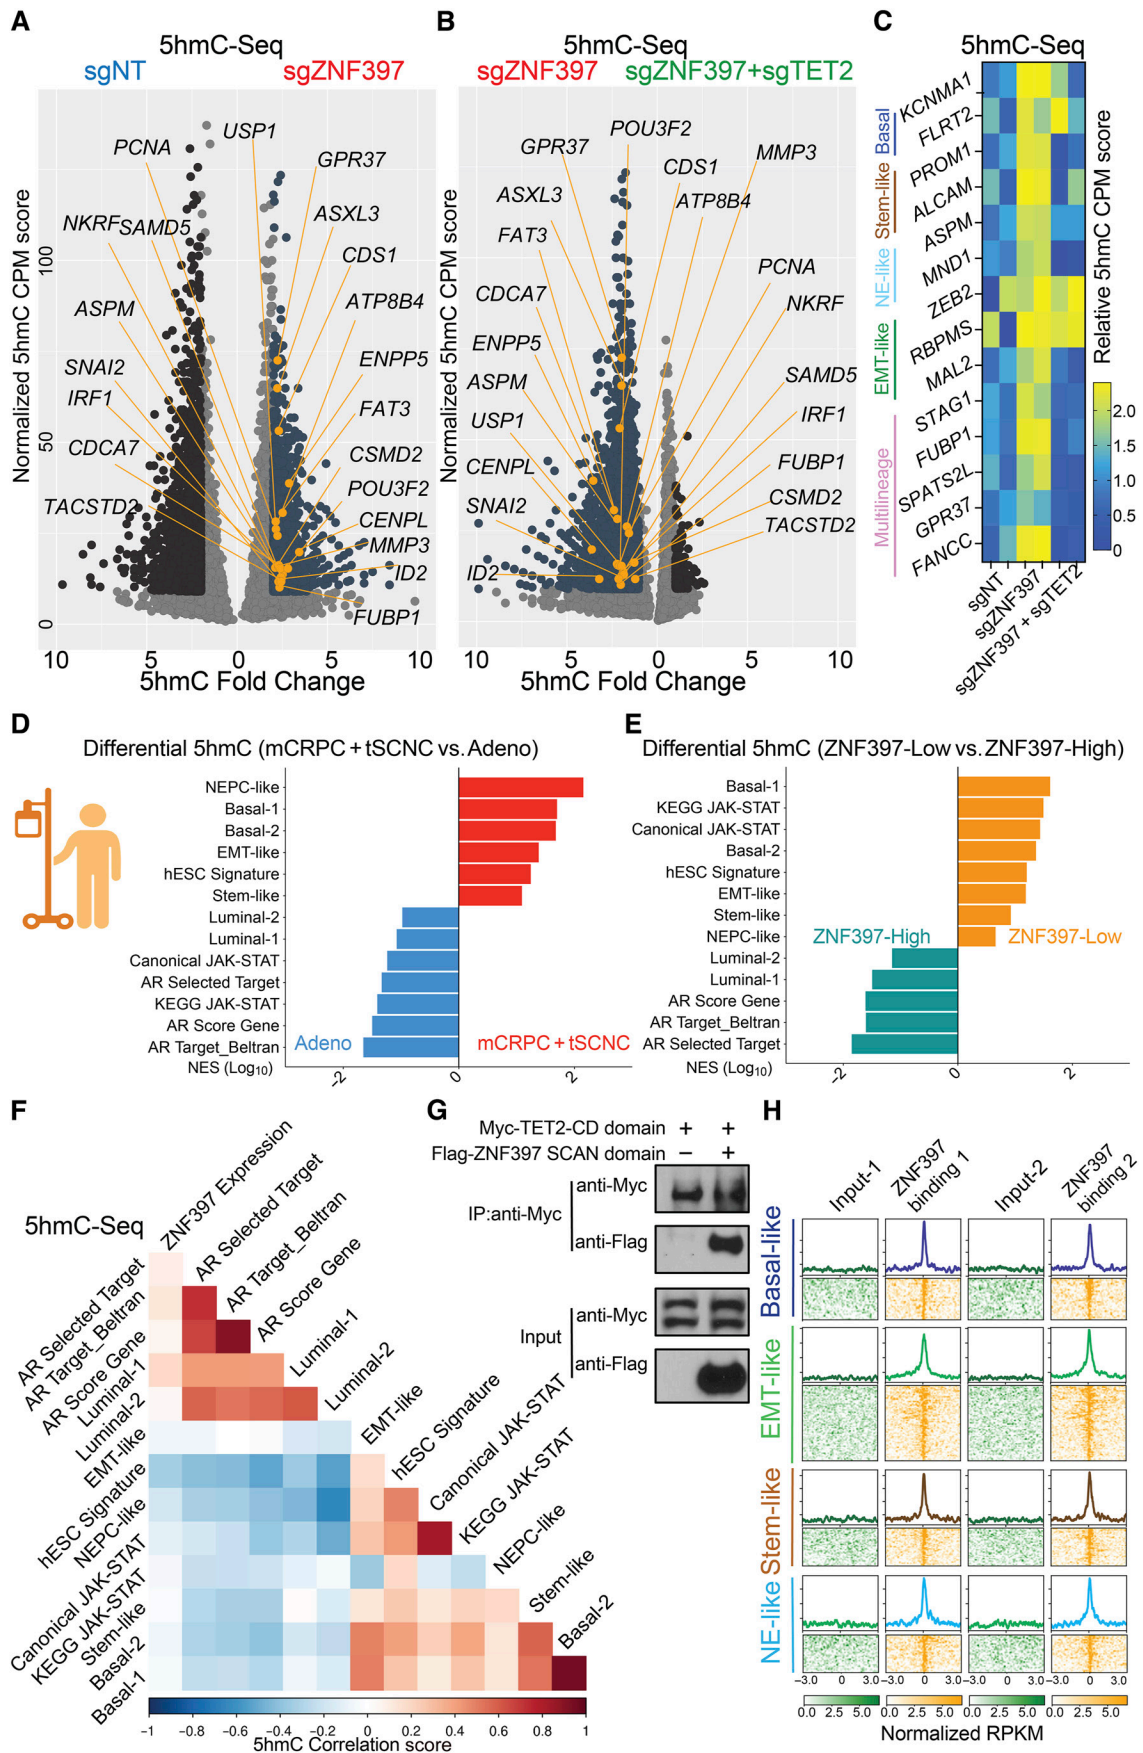 A
5hmC-Seq
sgNT
sgZNF397
Normalized 5hmC CPM score
100
50
0
USP1
PCNA
GPR37
NKRF
SAMD5
ASXL3
CDS1
ASPM
ATP8B4
SNAI2
ENPP5
IRF1
FAT3
CDCA7
CSMD2
POU3F2
TACSTD2
CENPL
MMP3
ID2
FUBP1
10
5
0
5
10
5hmC Fold Change
B
5hmC-Seq
sgZNF397
sgZNF397+sgTET2
Normalized 5hmC CPM score
POU3F2
GPR37
CDS1
MMP3
ASXL3
ATP8B4
FAT3
PCNA
CDCA7
NKRF
ENPP5
ASPM
SAMD5
USP1
IRF1
CENPL
FUBP1
SNAI2
CSMD2
TACSTD2
ID2
10
5
0
5
10
5hmC Fold Change
C
5hmC-Seq
Basal
Stem-like
NE-like
EMT-like
Multilineage
KCNMA1
FLRT2
PROM1
ALCAM
ASPM
MND1
ZEB2
RBPMS
MAL2
STAG1
FUBP1
SPATS2L
GPR37
FANCC
sgNT
sgZNF397
sgZNF397 + sgTET2
Relative 5hmC CPM score
2.0
1.5
1.0
0.5
0
D
Differential 5hmC (mCRPC + tSCNC vs. Adeno)
NEPC-like
Basal-1
Basal-2
EMT-like
hESC Signature
Stem-like
Luminal-2
Luminal-1
Canonical JAK-STAT
AR Selected Target
KEGG JAK-STAT
AR Score Gene
AR Target_Beltran
Adeno
mCRPC + tSCNC
NES (Log10)
-2
0
2
E
Differential 5hmC (ZNF397-Low vs. ZNF397-High)
Basal-1
KEGG JAK-STAT
Canonical JAK-STAT
Basal-2
hESC Signature
EMT-like
Stem-like
NEPC-like
ZNF397-High
ZNF397-Low
Luminal-2
Luminal-1
AR Score Gene
AR Target_Beltran
AR Selected Target
NES (Log10)
-2
0
2
F
5hmC-Seq
ZNF397 Expression
AR Selected Target
AR Target_Beltran
AR Score Gene
Luminal-1
Luminal-2
EMT-like
hESC Signature
Canonical JAK-STAT
KEGG JAK-STAT
NEPC-like
Stem-like
Basal-2
AR Selected Target
AR Target_Beltran
AR Score Gene
Luminal-1
Luminal-2
EMT-like
hESC Signature
NEPC-like
Canonical JAK-STAT
KEGG JAK-STAT
Stem-like
Basal-2
Basal-1
−1
−0.8
−0.6
−0.4
−0.2
0
0.2
0.4
0.6
0.8
1
5hmC Correlation score
G
Myc-TET2-CD domain + +
Flag-ZNF397 SCAN domain − +
IP:anti-Myc
anti-Myc
anti-Flag
Input
anti-Myc
anti-Flag
H
Input-1
ZNF397 binding 1
Input-2
ZNF397 binding 2
Basal-like
EMT-like
Stem-like
NE-like
−3.0 0 3.0 −3.0 0 3.0 −3.0 0 3.0 −3.0 0 3.0
0.0 2.5 5.0 0.0 2.5 5.0 0.0 2.5 5.0 0.0 2.5 5.0
Normalized RPKM